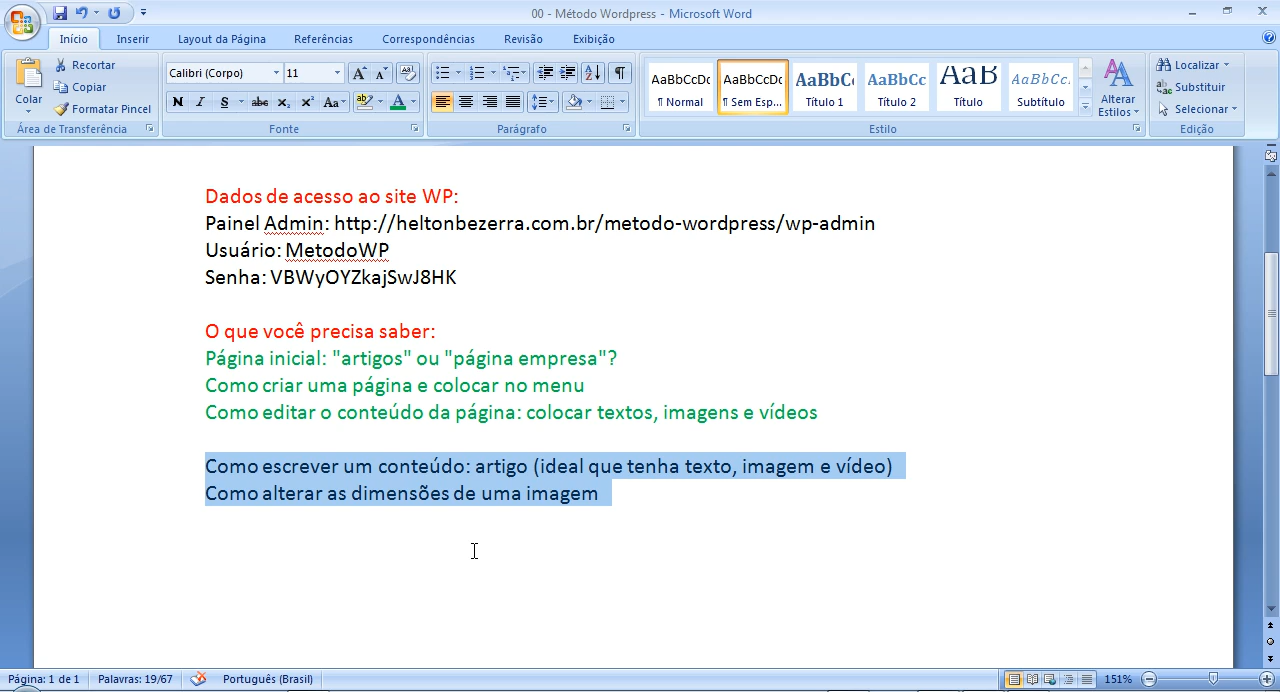 00 - Método Wordpress - Microsoft Word
Início Inserir Layout da Página Referências Correspondências Revisão Exibição
Colar
Recortar
Copiar
Formatar Pincel
Área de Transferência
Calibri (Corpo) 11
N I S abc x₂ x² Aa ab A
Fonte
Parágrafo
AaBbCcDc AaBbCcDc AaBbC AaBbCc AaB AaBbCc.
¶ Normal ¶ Sem Esp... Título 1 Título 2 Título Subtítulo
Alterar Estilos
Estilo
Localizar
Substituir
Selecionar
Edição
Dados de acesso ao site WP:
Painel Admin: http://heltonbezerra.com.br/metodo-wordpress/wp-admin
Usuário: MetodoWP
Senha: VBWyOYZkajSwJ8HK
O que você precisa saber:
Página inicial: "artigos" ou "página empresa"?
Como criar uma página e colocar no menu
Como editar o conteúdo da página: colocar textos, imagens e vídeos
Como escrever um conteúdo: artigo (ideal que tenha texto, imagem e vídeo)
Como alterar as dimensões de uma imagem
Página: 1 de 1 Palavras: 19/67 Português (Brasil) 151%